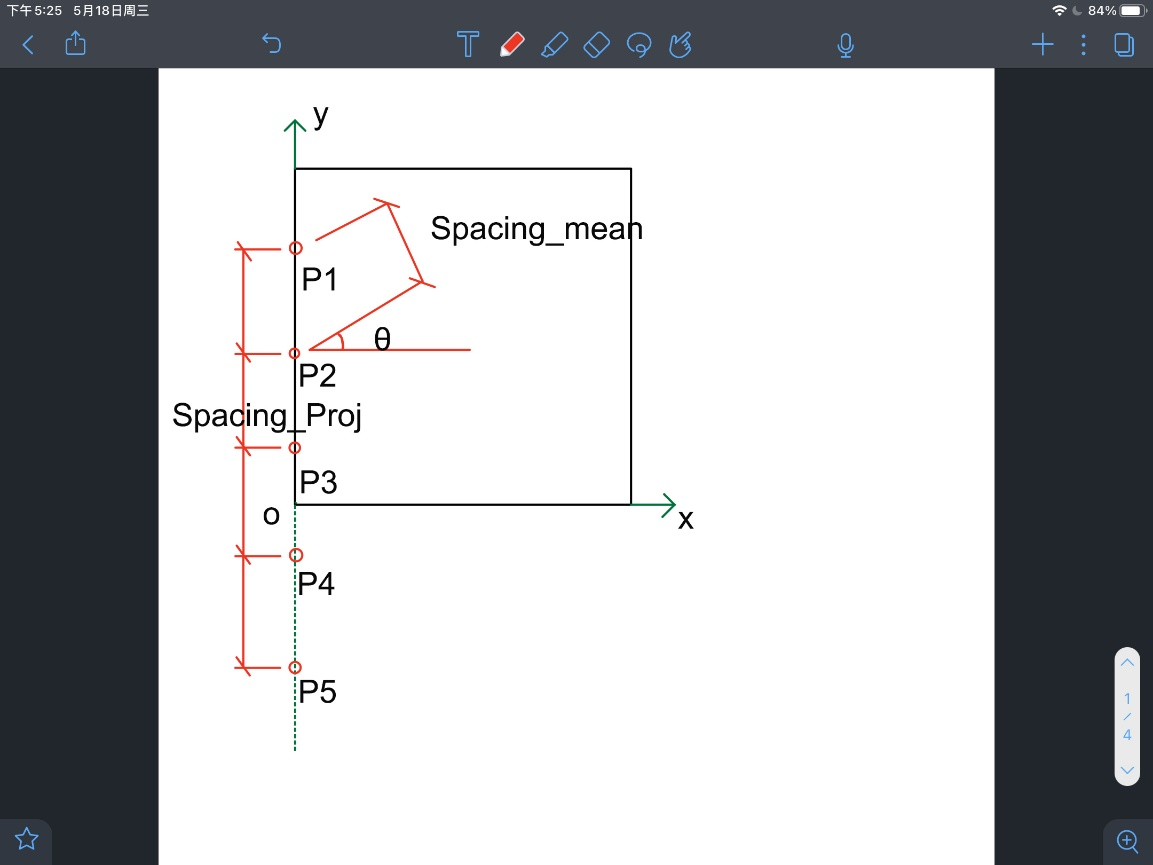 下午5:25 5月18日周三
84%
y
Spacing_mean
P1
θ
P2
Spacing_Proj
P3
o
x
P4
P5
1
/
4